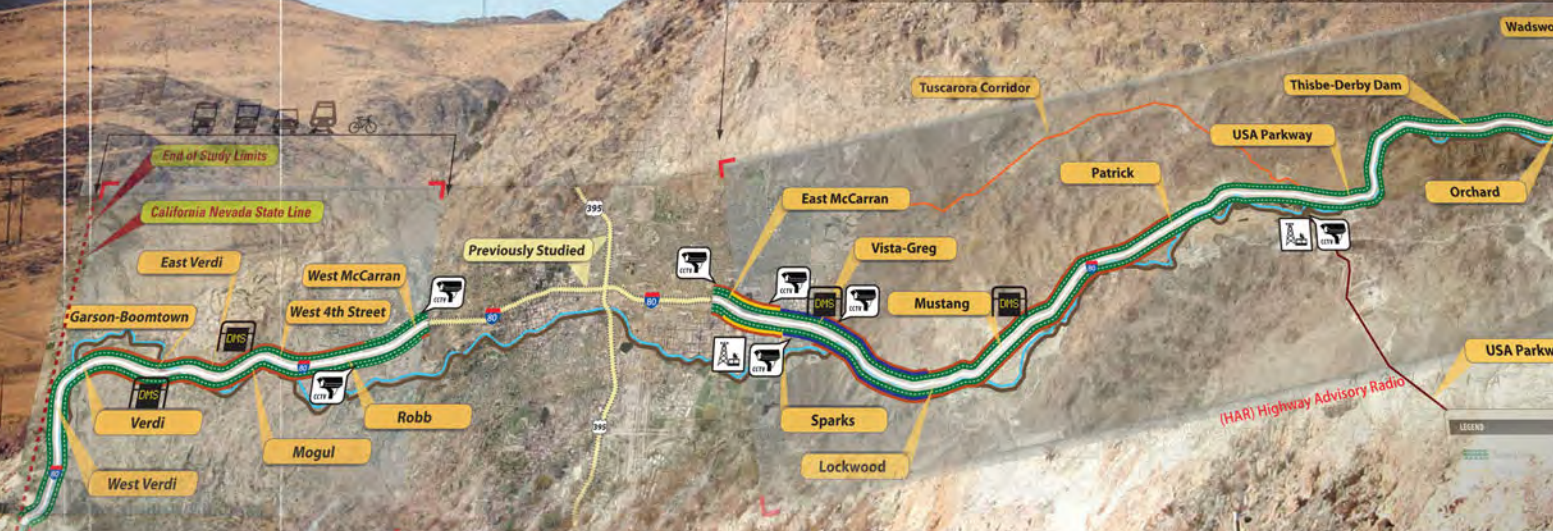 Wadswo
Tuscarora Corridor
Thisbe-Derby Dam
USA Parkway
End of Study Limits
Patrick
Orchard
California Nevada State Line
East McCarran
395
CCTV
Previously Studied
Vista-Greg
East Verdi
West McCarran
CCTV
CCTV
CCTV
80
Garson-Boomtown
West 4th Street
80
80
DMS
CCTV
Mustang
DMS
DMS
CCTV
USA Parkw
80
CCTV
DMS
(HAR) Highway Advisory Radio
Verdi
Robb
Sparks
395
LEGEND
Mogul
Lockwood
80
West Verdi